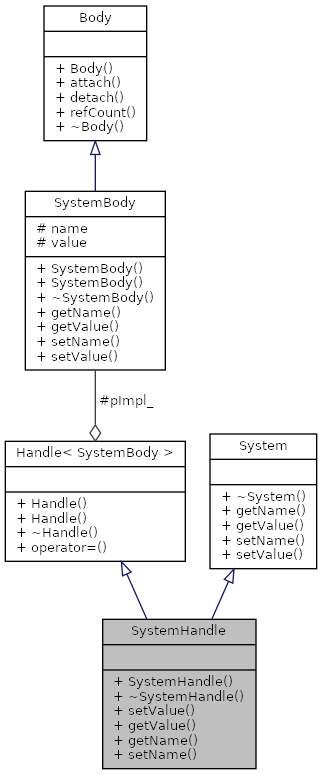 Body
+ Body()
+ attach()
+ detach()
+ refCount()
+ ~Body()
SystemBody
# name
# value
+ SystemBody()
+ SystemBody()
+ ~SystemBody()
+ getName()
+ getValue()
+ setName()
+ setValue()
#pImpl_
Handle< SystemBody >
+ Handle()
+ Handle()
+ ~Handle()
+ operator=()
System
+ ~System()
+ getName()
+ getValue()
+ setName()
+ setValue()
SystemHandle
+ SystemHandle()
+ ~SystemHandle()
+ setValue()
+ getValue()
+ getName()
+ setName()